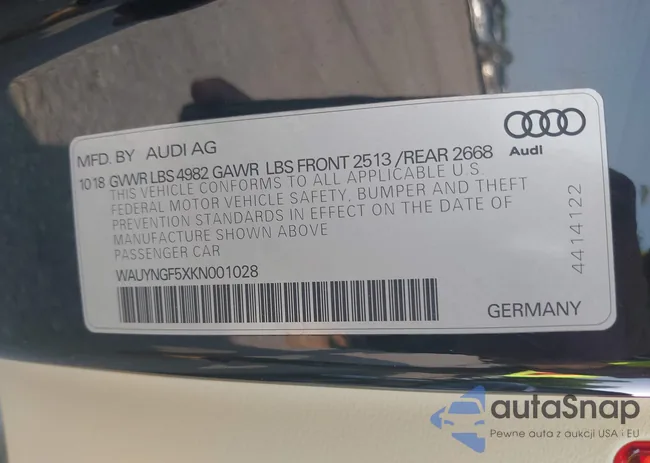 MFD. BY AUDI AG
Audi
10 18 GVWR LBS 4982 GAWR LBS FRONT 2513 / REAR 2668
THIS VEHICLE CONFORMS TO ALL APPLICABLE U.S.
FEDERAL MOTOR VEHICLE SAFETY, BUMPER AND THEFT
PREVENTION STANDARDS IN EFFECT ON THE DATE OF
MANUFACTURE SHOWN ABOVE
PASSENGER CAR
WAUYNGF5XKN001028
4414122
GERMANY
autaSnap
Pewne auta z aukcji USA i EU